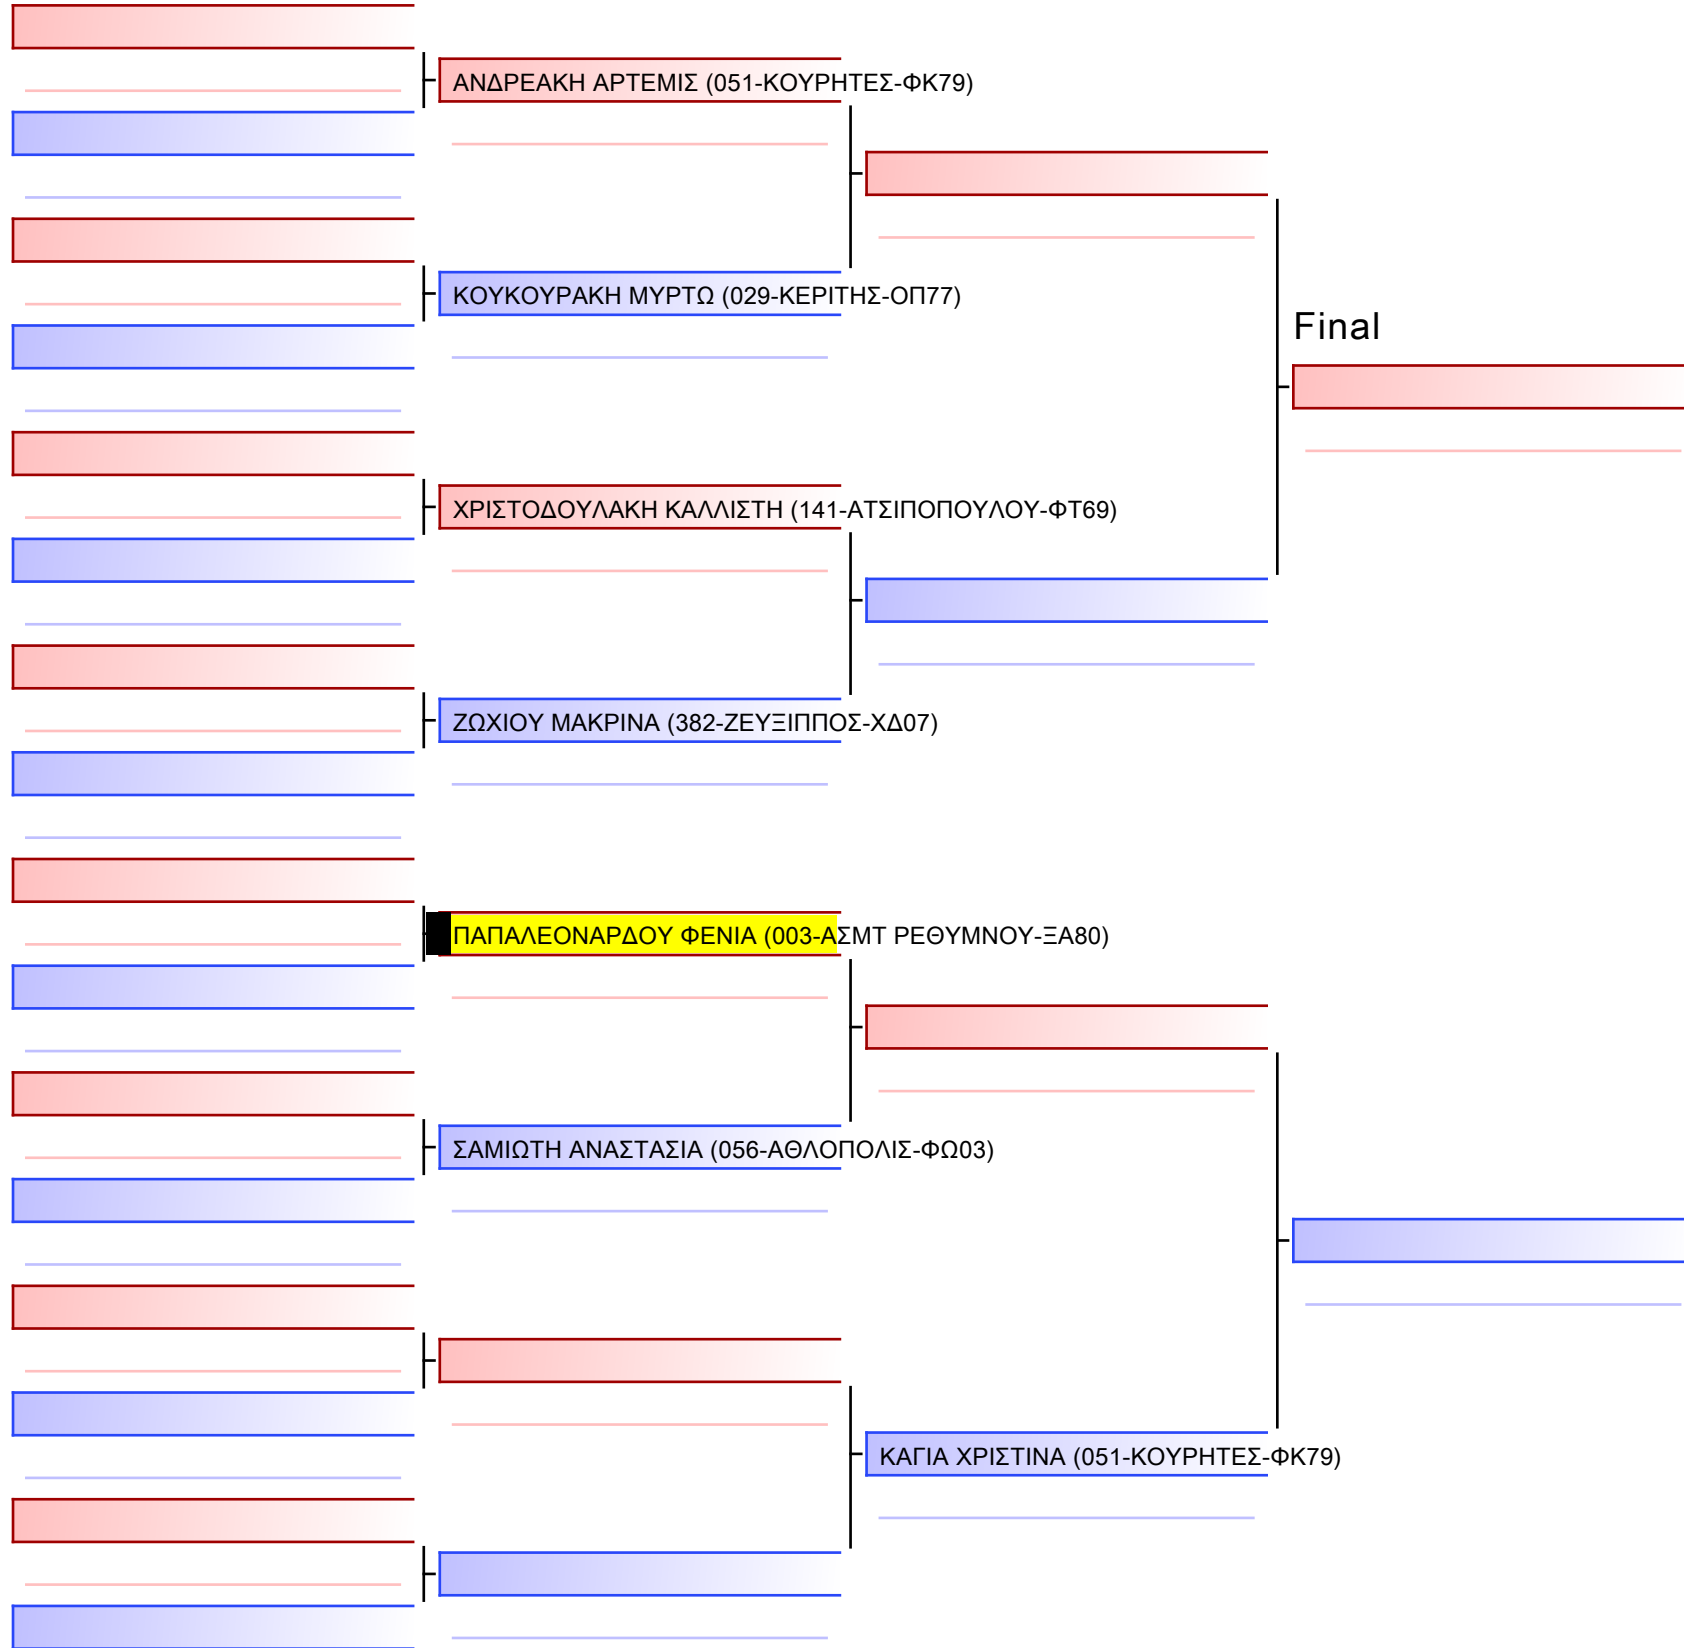 ΑΝΔΡΕΑΚΗ ΑΡΤΕΜΙΣ (051-ΚΟΥΡΗΤΕΣ-ΦΚ79)
ΚΟΥΚΟΥΡΑΚΗ ΜΥΡΤΩ (029-ΚΕΡΙΤΗΣ-ΟΠ77)
Final
ΧΡΙΣΤΟΔΟΥΛΑΚΗ ΚΑΛΛΙΣΤΗ (141-ΑΤΣΙΠΟΠΟΥΛΟΥ-ΦΤ69)
ΖΩΧΙΟΥ ΜΑΚΡΙΝΑ (382-ΖΕΥΞΙΠΠΟΣ-ΧΔ07)
ΠΑΠΑΛΕΟΝΑΡΔΟΥ ΦΕΝΙΑ (003-ΑΣΜΤ ΡΕΘΥΜΝΟΥ-ΞΑ80)
ΣΑΜΙΩΤΗ ΑΝΑΣΤΑΣΙΑ (056-ΑΘΛΟΠΟΛΙΣ-ΦΩ03)
ΚΑΓΙΑ ΧΡΙΣΤΙΝΑ (051-ΚΟΥΡΗΤΕΣ-ΦΚ79)